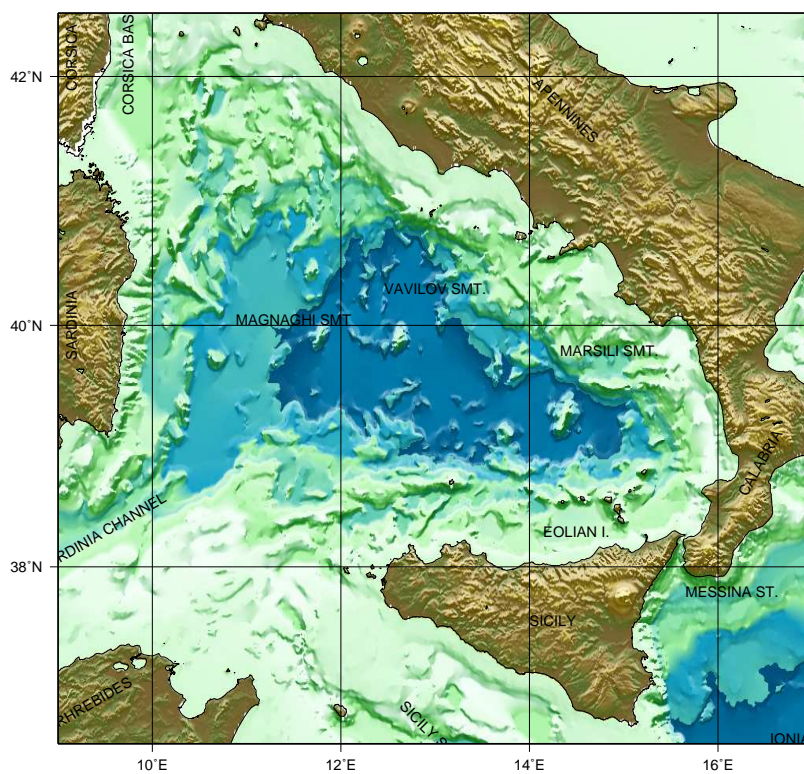 CORSICA
CORSICA BAS
42°N
APENNINES
VAVILOV SMT.
MAGNAGHI SMT
40°N
SARDINIA
MARSILI SMT.
CALABRIA
RDINIA CHANNEL
EOLIAN I.
38°N
MESSINA ST.
SICILY
RHREBIDES
SICILY S
IONIA
10°E
12°E
14°E
16°E